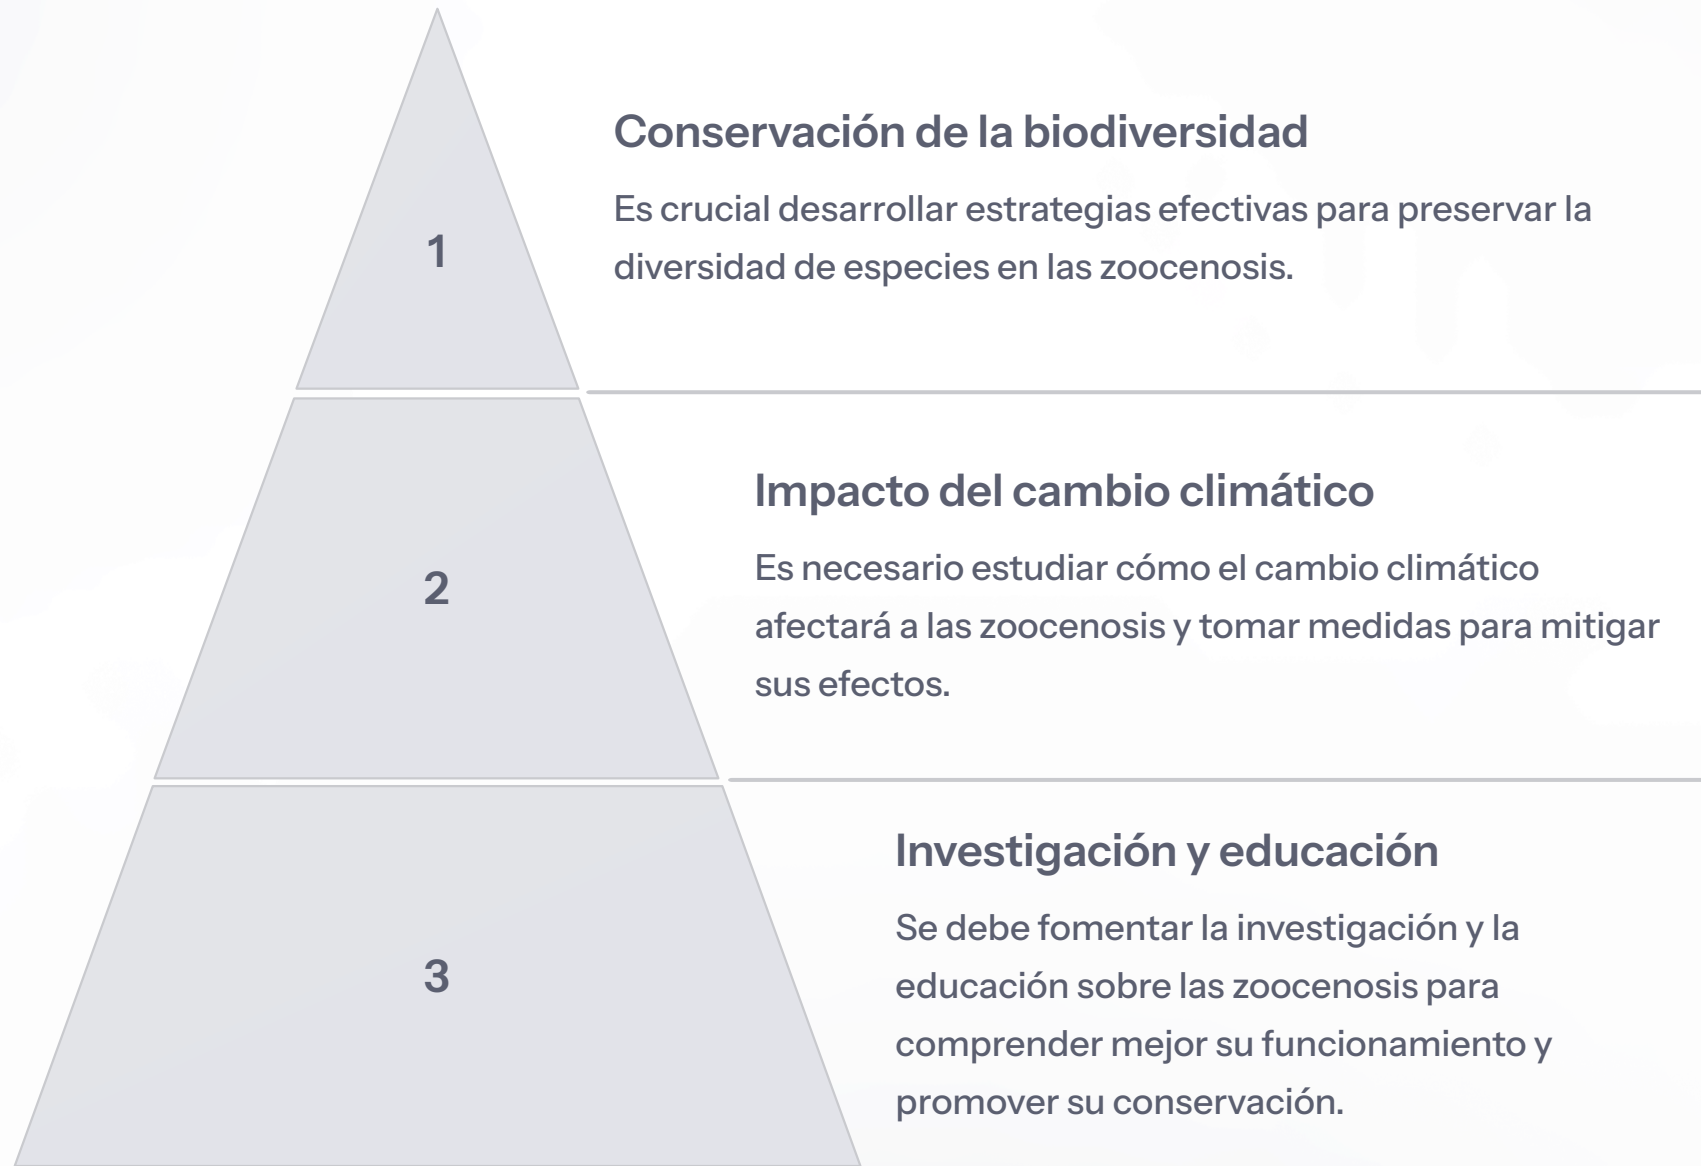 1
Conservación de la biodiversidad
Es crucial desarrollar estrategias efectivas para preservar la
diversidad de especies en las zoocenosis.
2
Impacto del cambio climático
Es necesario estudiar cómo el cambio climático
afectará a las zoocenosis y tomar medidas para mitigar
sus efectos.
3
Investigación y educación
Se debe fomentar la investigación y la
educación sobre las zoocenosis para
comprender mejor su funcionamiento y
promover su conservación.